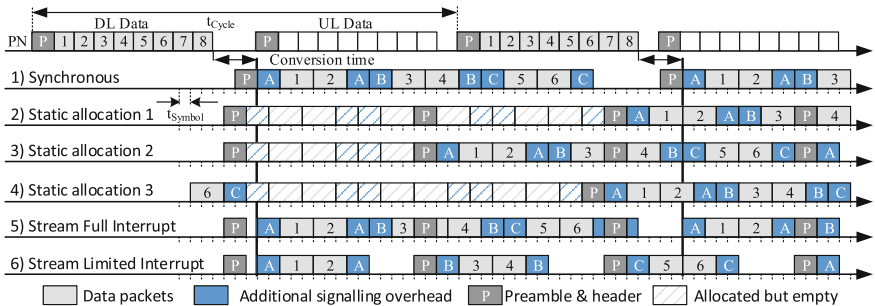 DL Data t_Cycle UL Data
PN P 1 2 3 4 5 6 7 8 P P 1 2 3 4 5 6 7 8 P
Conversion time
1) Synchronous P A 1 2 A B 3 4 B C 5 6 C P A 1 2 A B 3
t_Symbol
2) Static allocation 1 P P P A 1 2 A B 3 P 4
3) Static allocation 2 P P A 1 2 A B 3 P 4 B C 5 6 C P A
4) Static allocation 3 6 C P A 1 2 A B 3 4 B C
5) Stream Full Interrupt P A 1 2 A B 3 P 4 B C 5 6 P A 1 2 A P B
6) Stream Limited Interrupt P A 1 2 A P B 3 4 B P C 5 6 C P A
Data packets Additional signalling overhead P Preamble & header Allocated but empty